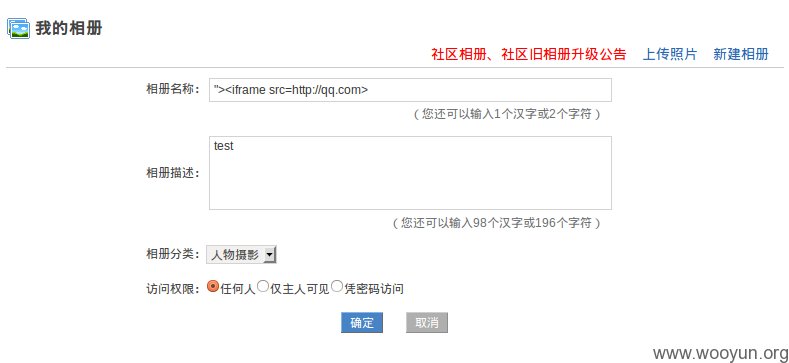 我的相册
社区相册、社区旧相册升级公告 上传照片 新建相册
相册名称： "><iframe src=http://qq.com>
（您还可以输入1个汉字或2个字符）
相册描述： test
（您还可以输入98个汉字或196个字符）
相册分类： 人物摄影
访问权限： 任何人 仅主人可见 凭密码访问
确定 取消
www.wooyun.org